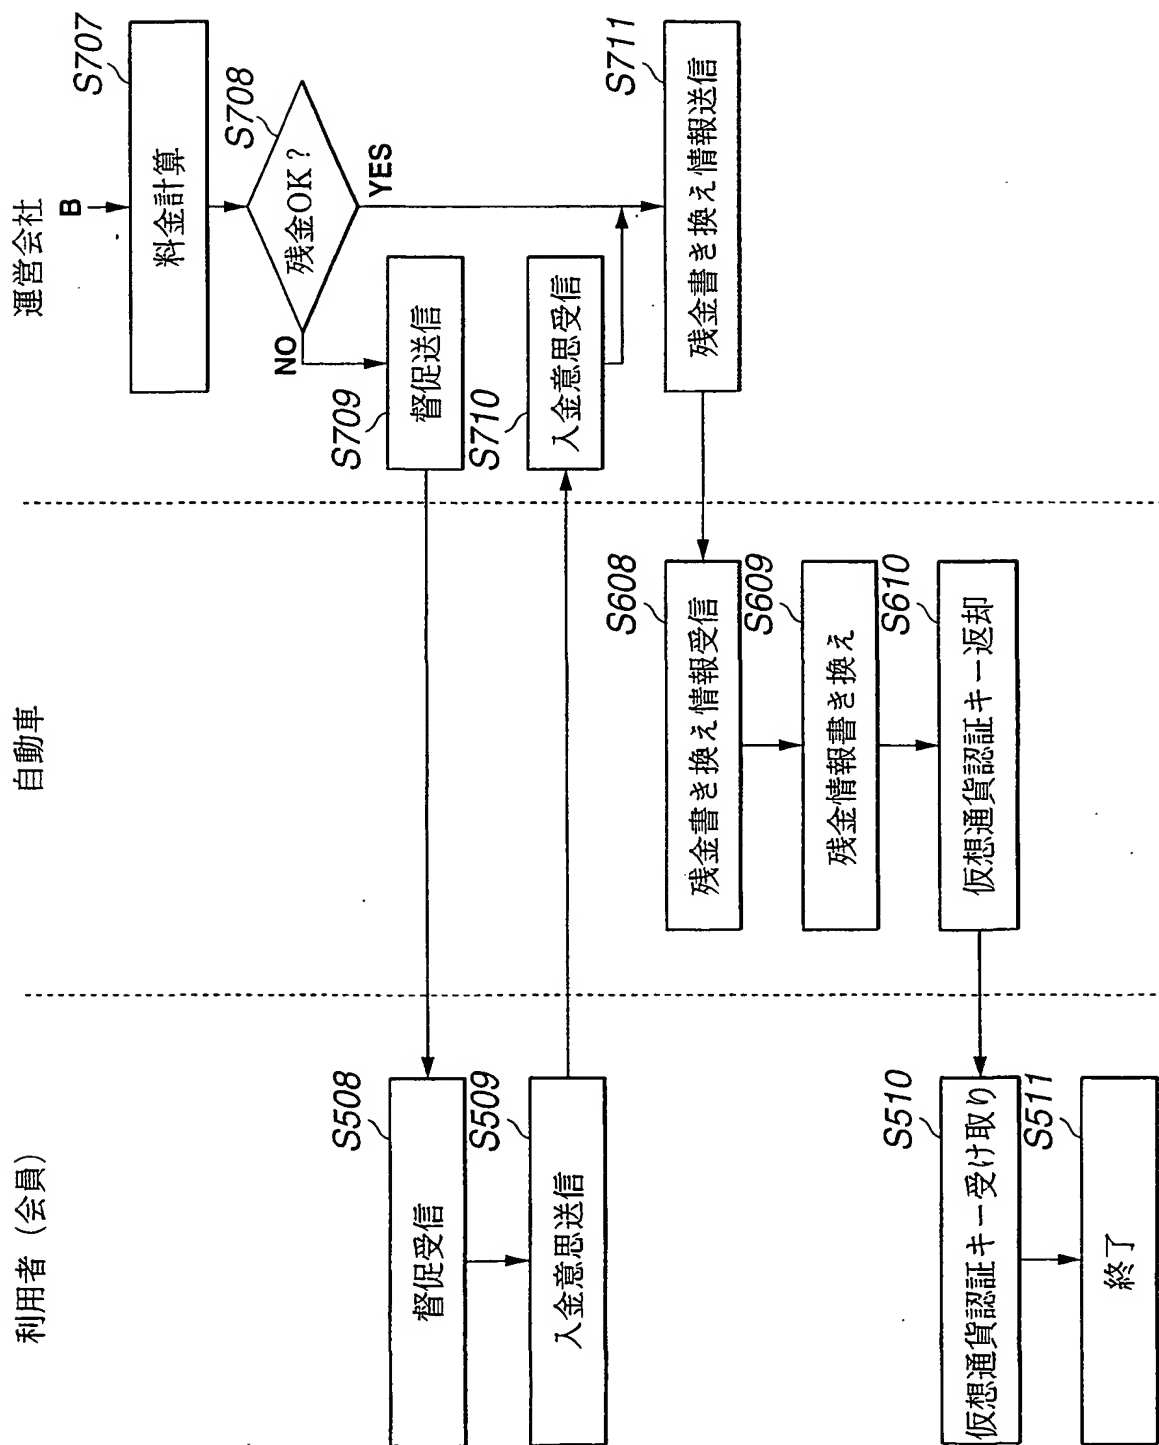 利用者（会員）
自動車
運営会社
B
S707
料金計算
S708
残金OK？
YES
NO
S709
督促送信
S508
督促受信
S509
入金意思送信
S710
入金意思受信
S711
残金書き換え情報送信
S608
残金書き換え情報受信
S609
残金情報書き換え
S610
仮想通貨認証キー返却
S510
仮想通貨認証キー受け取り
S511
終了